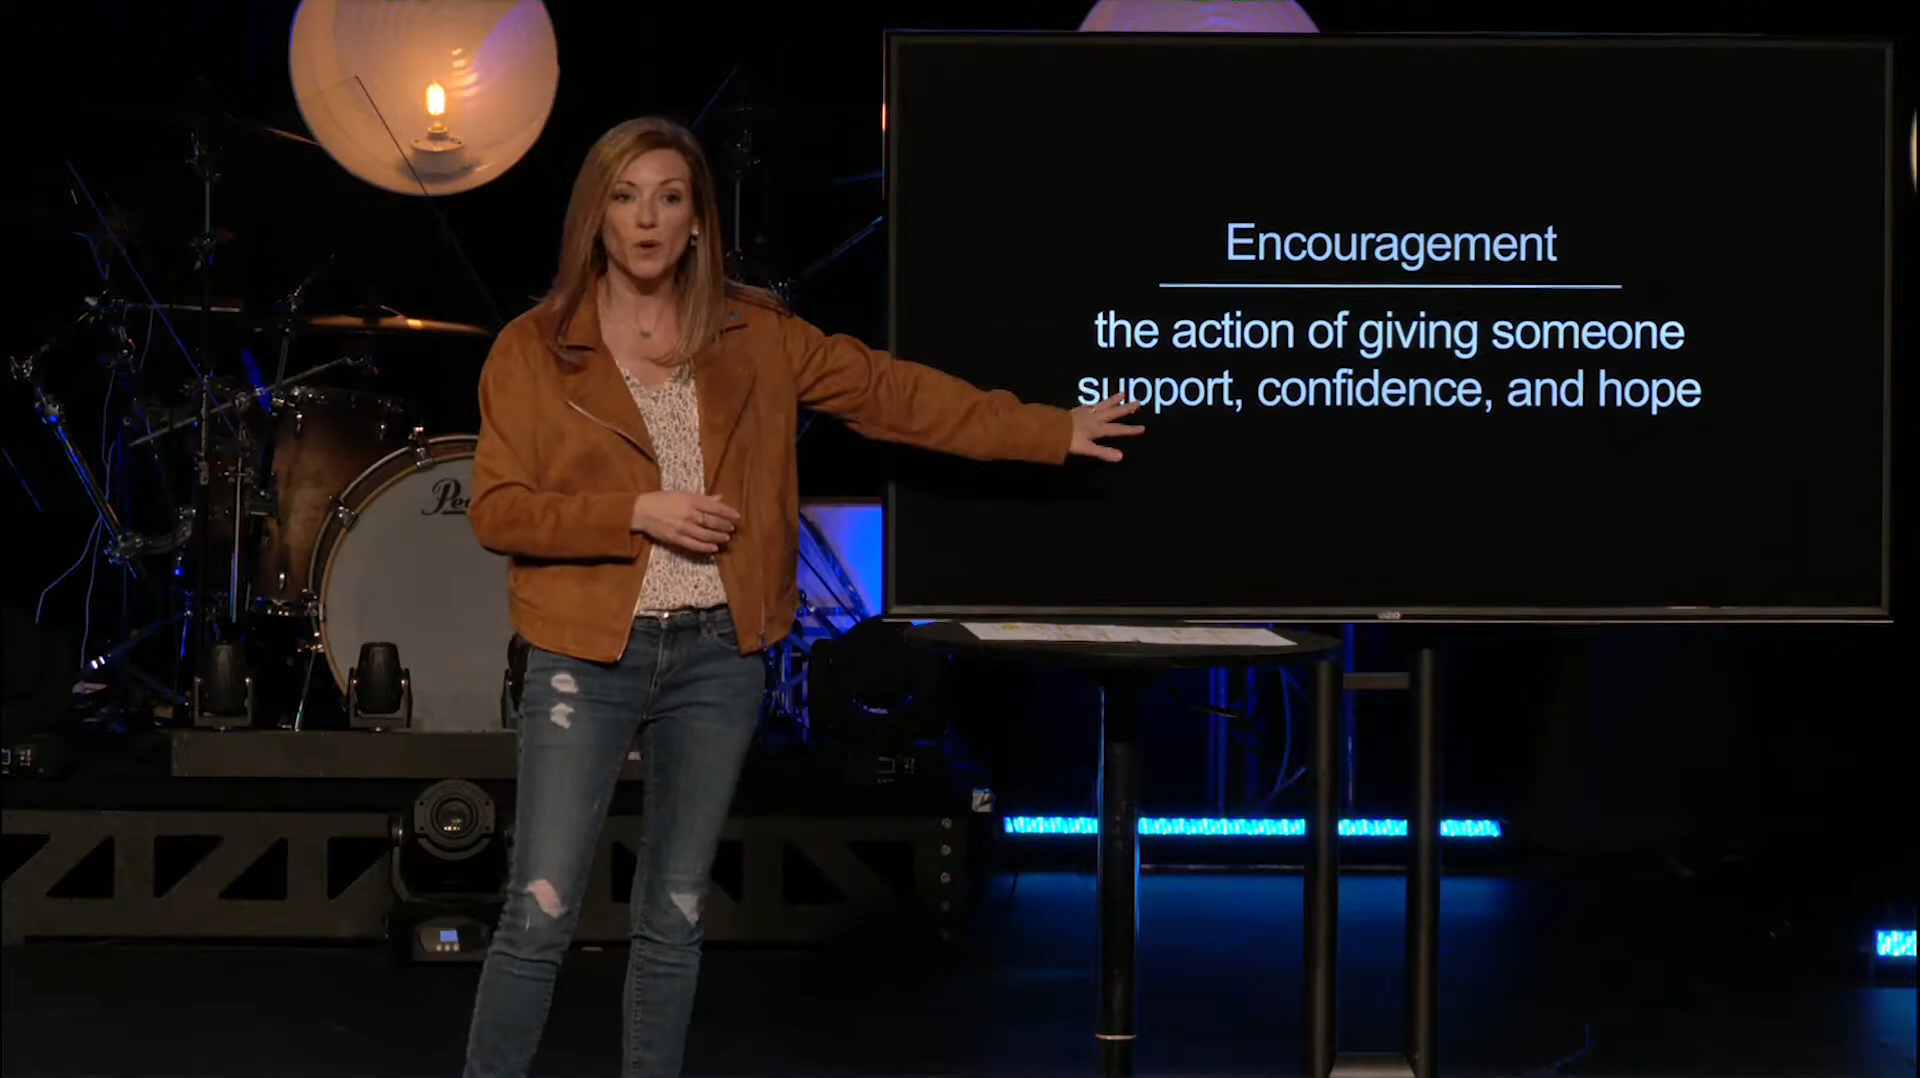 Encouragement
the action of giving someone
support, confidence, and hope